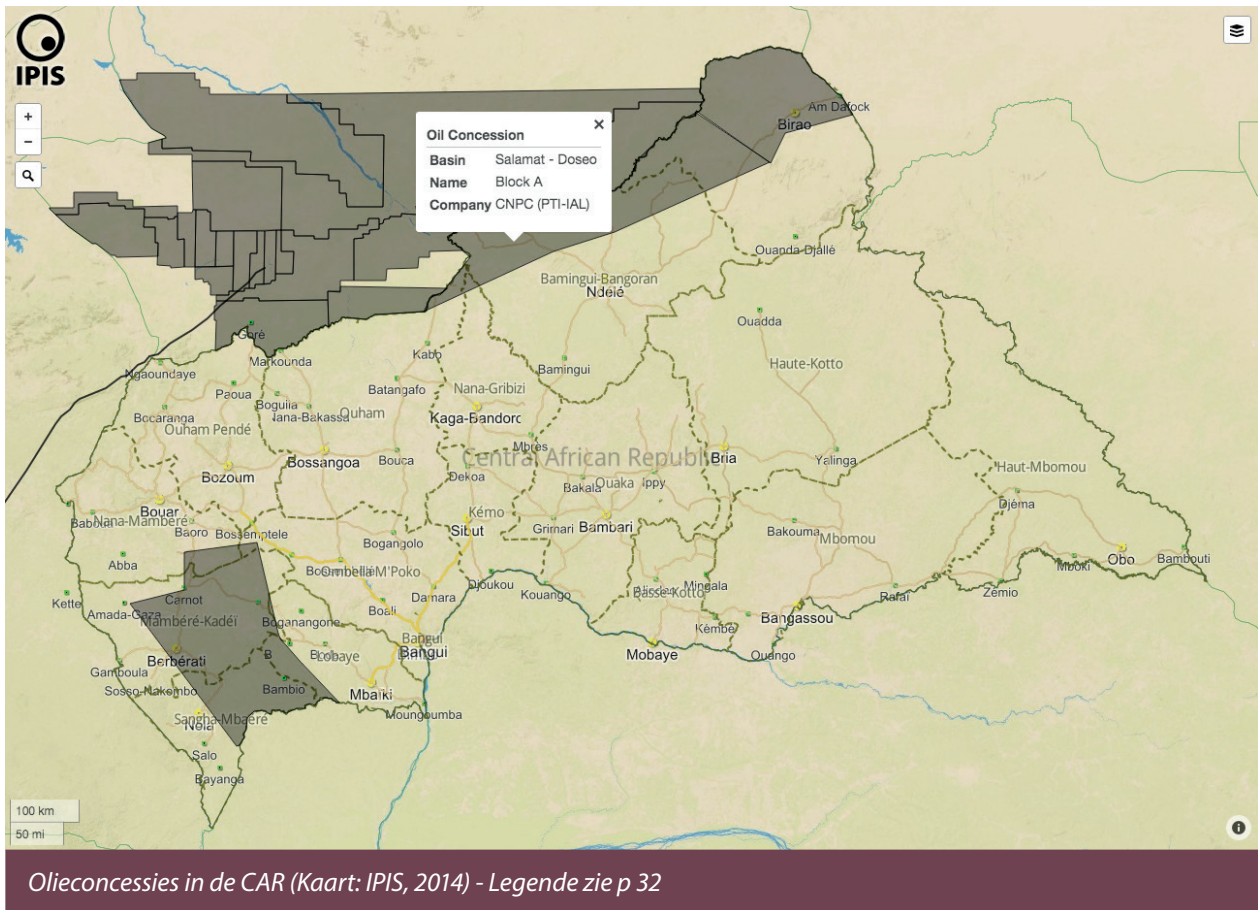 IPIS
+
−
Am Dafock
Birao
×
Oil Concession
Basin Salamat - Doseo
Name Block A
Company CNPC (PTI-IAL)
Ouanda-Djallé
Bamingui-Bangoran
Ndélé
Ouadda
Goré
Markounda
Kabo
Ngaoundaye
Bamingui
Haute-Kotto
Paoua
Batangafo
Nana-Gribizi
Boguila
Nana-Bakassa
Ouham
Bocaranga
Kaga-Bandoro
Ouham Pendé
Mbrès
Bossangoa
Bouca
Central African Republic
Bria
Yalinga
Haut-Mbomou
Bozoum
Dekoa
Bakala
Ouaka
Ippy
Bouar
Kémo
Djéma
Nana-Mambéré
Baoro
Bossemptele
Sibut
Grimari
Bambari
Bakouma
Mbomou
Bogangolo
Obo
Bambouti
Abba
Ombella M'Poko
Mboki
Djoukou
Kouango
Mingala
Basse-Kotto
Zémio
Rafai
Kette
Amada-Gaza
Carnot
Boali
Damara
Mambéré-Kadéï
Boganangone
Kèmbé
Bangassou
Bangui
Bangui
Berbérati
Lobaye
Mobaye
Ouango
Gamboula
Sosso-Nakombo
Bambio
Mbaïki
Sangha-Mbaéré
Nola
Moungoumba
Salo
Bayanga
100 km
50 mi
Olieconcessies in de CAR (Kaart: IPIS, 2014) - Legende zie p 32